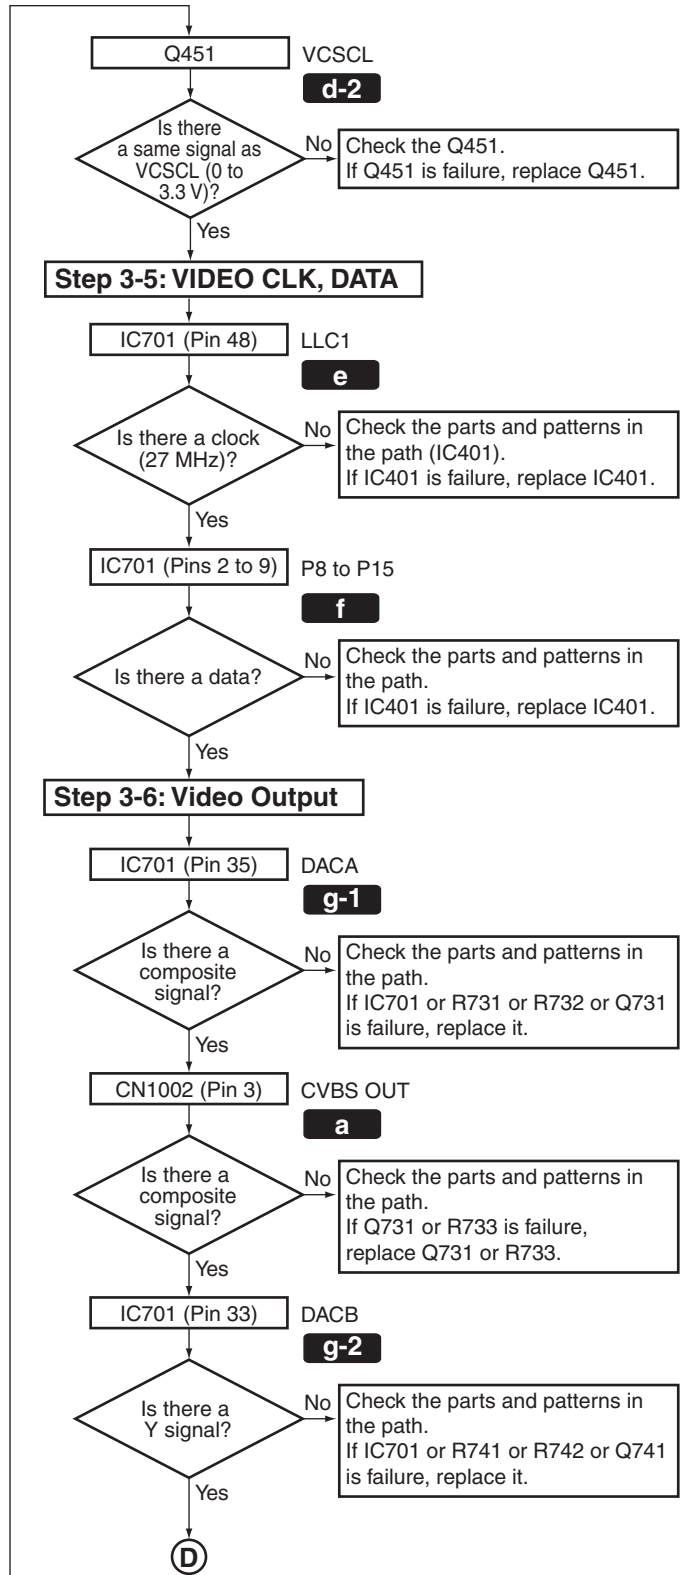 Q451
VCSCL
d-2
Is there
a same signal as
VCSCL (0 to
3.3 V)?
No
Check the Q451.
If Q451 is failure, replace Q451.
Yes
Step 3-5: VIDEO CLK, DATA
IC701 (Pin 48)
LLC1
e
Is there a clock
(27 MHz)?
No
Check the parts and patterns in
the path (IC401).
If IC401 is failure, replace IC401.
Yes
IC701 (Pins 2 to 9)
P8 to P15
f
Is there a data?
No
Check the parts and patterns in
the path.
If IC401 is failure, replace IC401.
Yes
Step 3-6: Video Output
IC701 (Pin 35)
DACA
g-1
Is there a
composite
signal?
No
Check the parts and patterns in
the path.
If IC701 or R731 or R732 or Q731
is failure, replace it.
Yes
CN1002 (Pin 3)
CVBS OUT
a
Is there a
composite
signal?
No
Check the parts and patterns in
the path.
If Q731 or R733 is failure,
replace Q731 or R733.
Yes
IC701 (Pin 33)
DACB
g-2
Is there a
Y signal?
No
Check the parts and patterns in
the path.
If IC701 or R741 or R742 or Q741
is failure, replace it.
Yes
D